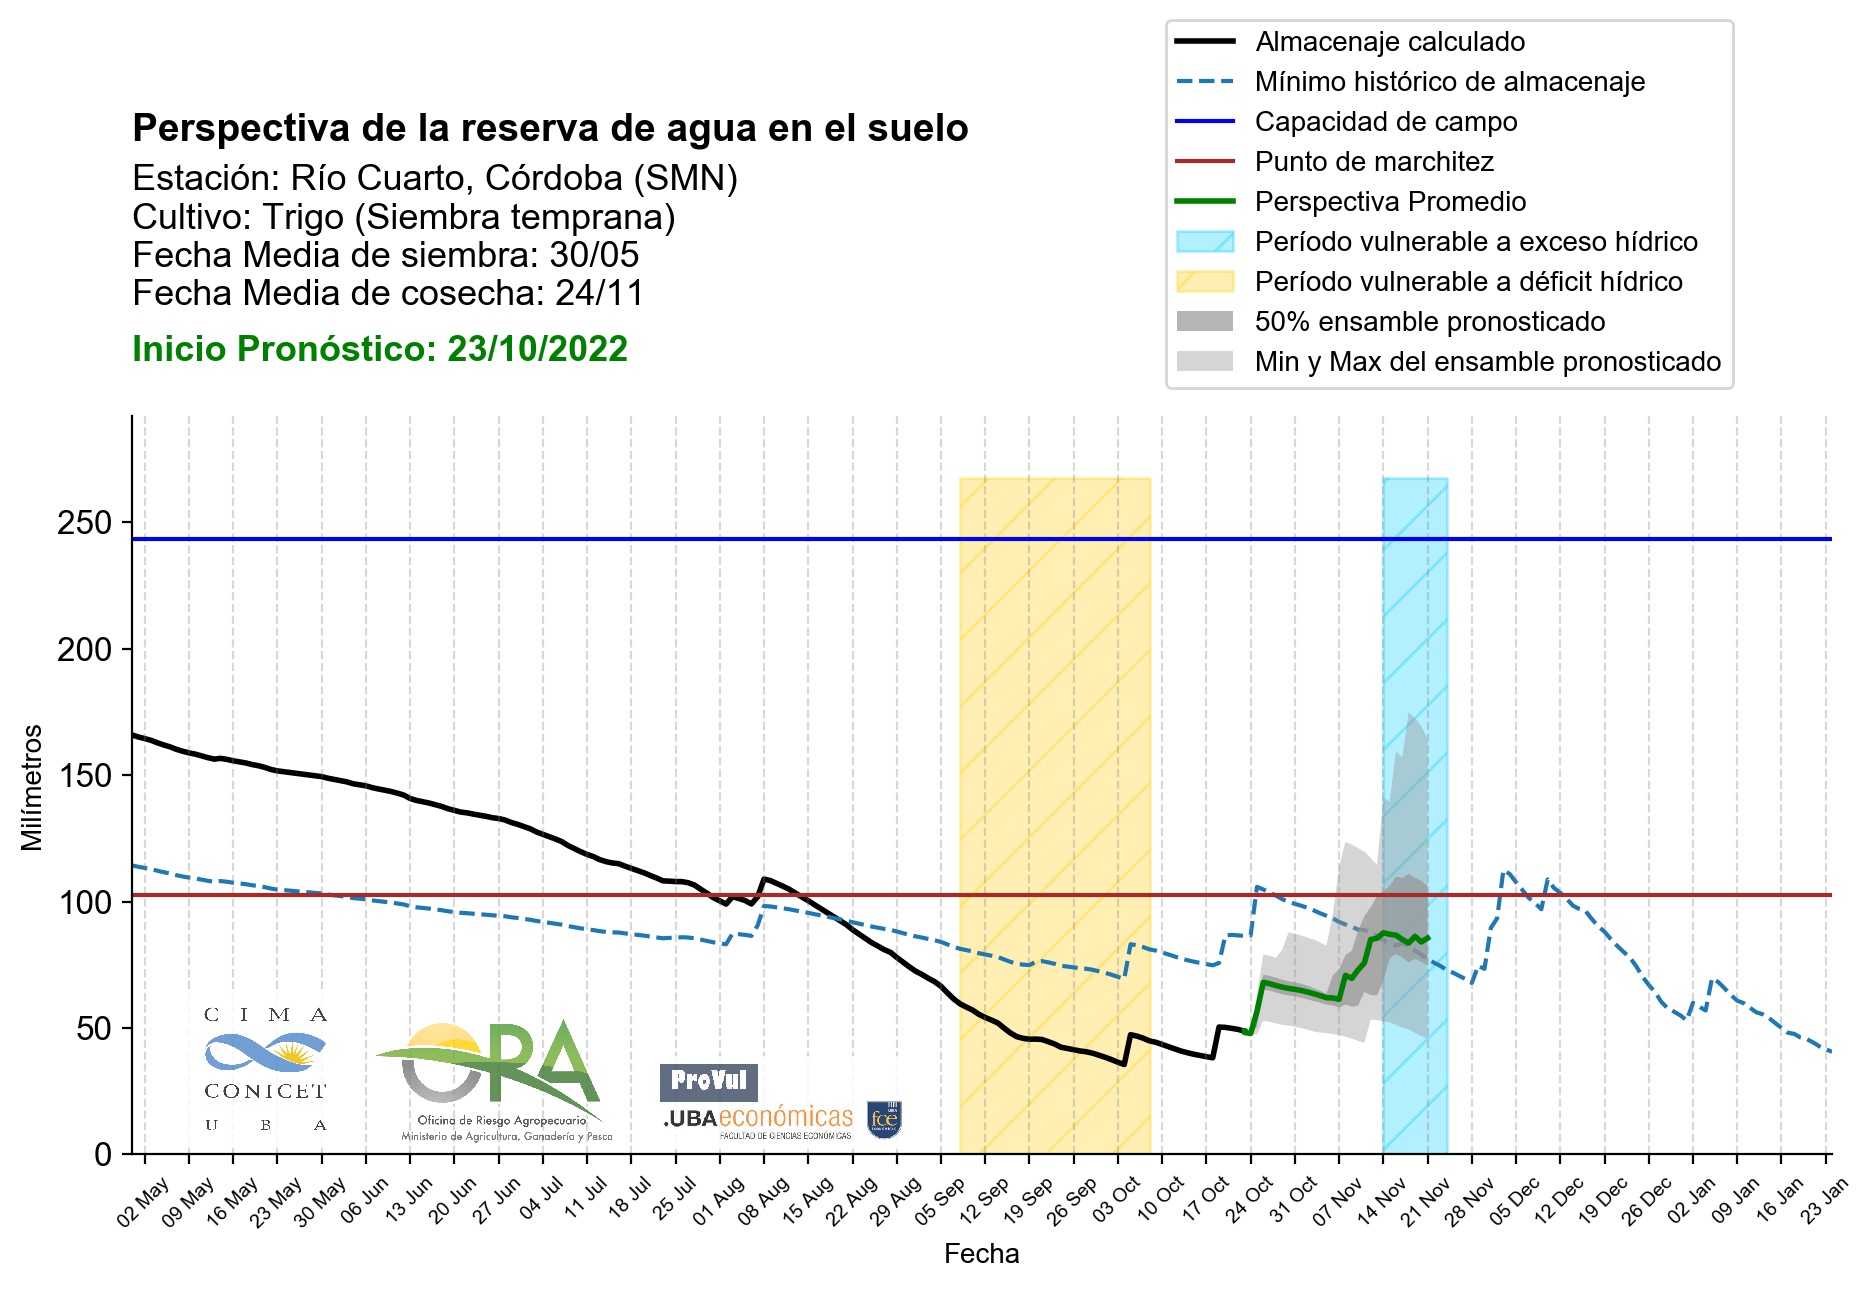 Almacenaje calculado
Mínimo histórico de almacenaje
Capacidad de campo
Punto de marchitez
Perspectiva Promedio
Período vulnerable a exceso hídrico
Período vulnerable a déficit hídrico
50% ensamble pronosticado
Min y Max del ensamble pronosticado
Perspectiva de la reserva de agua en el suelo
Estación: Río Cuarto, Córdoba (SMN)
Cultivo: Trigo (Siembra temprana)
Fecha Media de siembra: 30/05
Fecha Media de cosecha: 24/11
Inicio Pronóstico: 23/10/2022
Milímetros
250
200
150
100
50
0
C I M A
CONICET
U B A
ORA
Oficina de Riesgo Agropecuario
Ministerio de Agricultura, Ganadería y Pesca
ProVul
.UBAeconómicas
FACULTAD DE CIENCIAS ECONÓMICAS
fce
02 May
09 May
16 May
23 May
30 May
06 Jun
13 Jun
20 Jun
27 Jun
04 Jul
11 Jul
18 Jul
25 Jul
01 Aug
08 Aug
15 Aug
22 Aug
29 Aug
05 Sep
12 Sep
19 Sep
26 Sep
03 Oct
10 Oct
17 Oct
24 Oct
31 Oct
07 Nov
14 Nov
21 Nov
28 Nov
05 Dec
12 Dec
19 Dec
26 Dec
02 Jan
09 Jan
16 Jan
23 Jan
Fecha